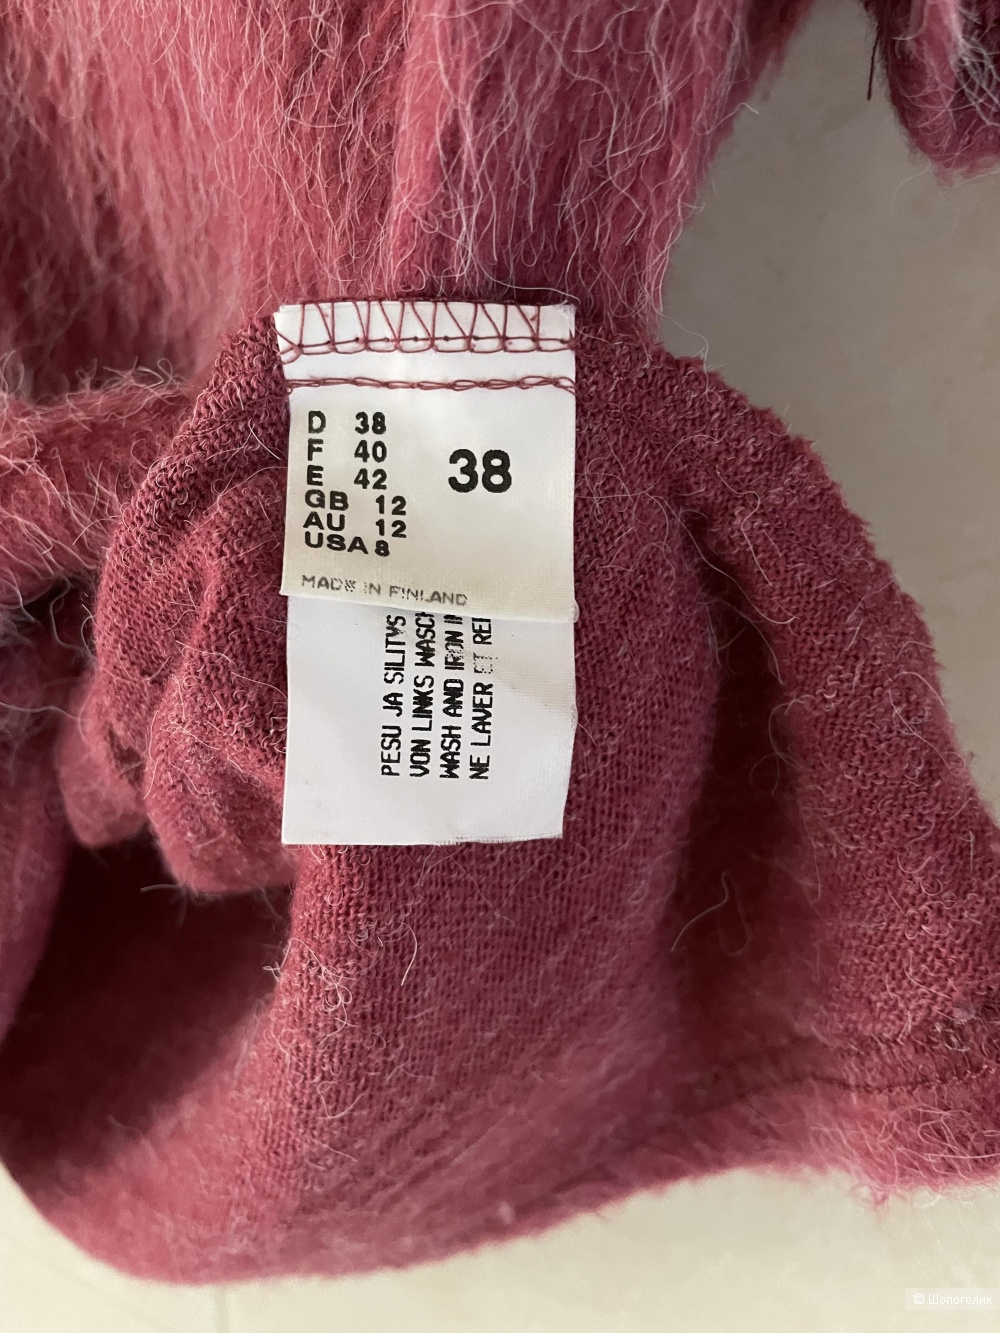 D 38
F 40
E 42
GB 12
AU 12
USA 8
38
MADE IN FINLAND
PESU JA SILITYS
VON LINKS WASCH
WASH AND IRON
NE LAVER ET
© Шопоголик